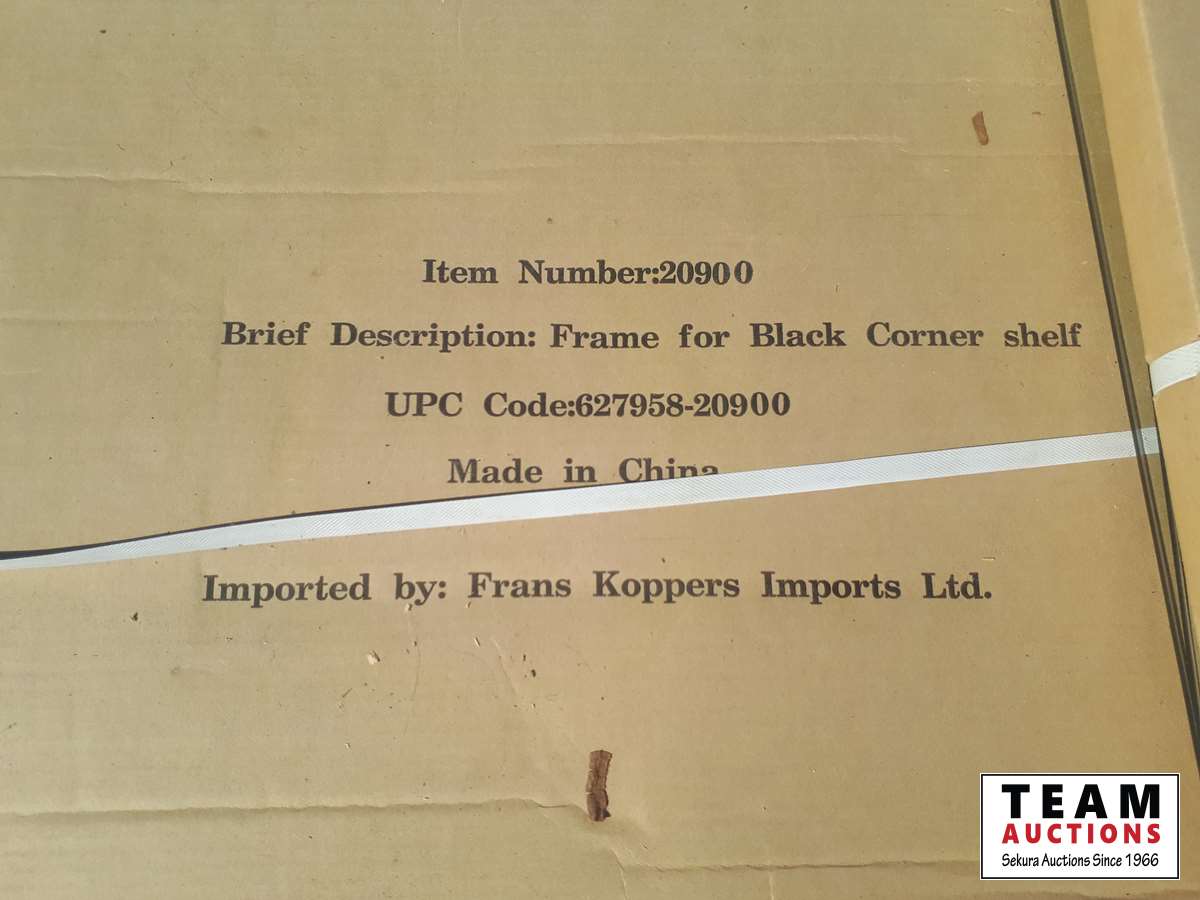 Item Number:20900
Brief Description: Frame for Black Corner shelf
UPC Code:627958-20900
Made in China
Imported by: Frans Koppers Imports Ltd.
TEAM
AUCTIONS
Sekura Auctions Since 1966